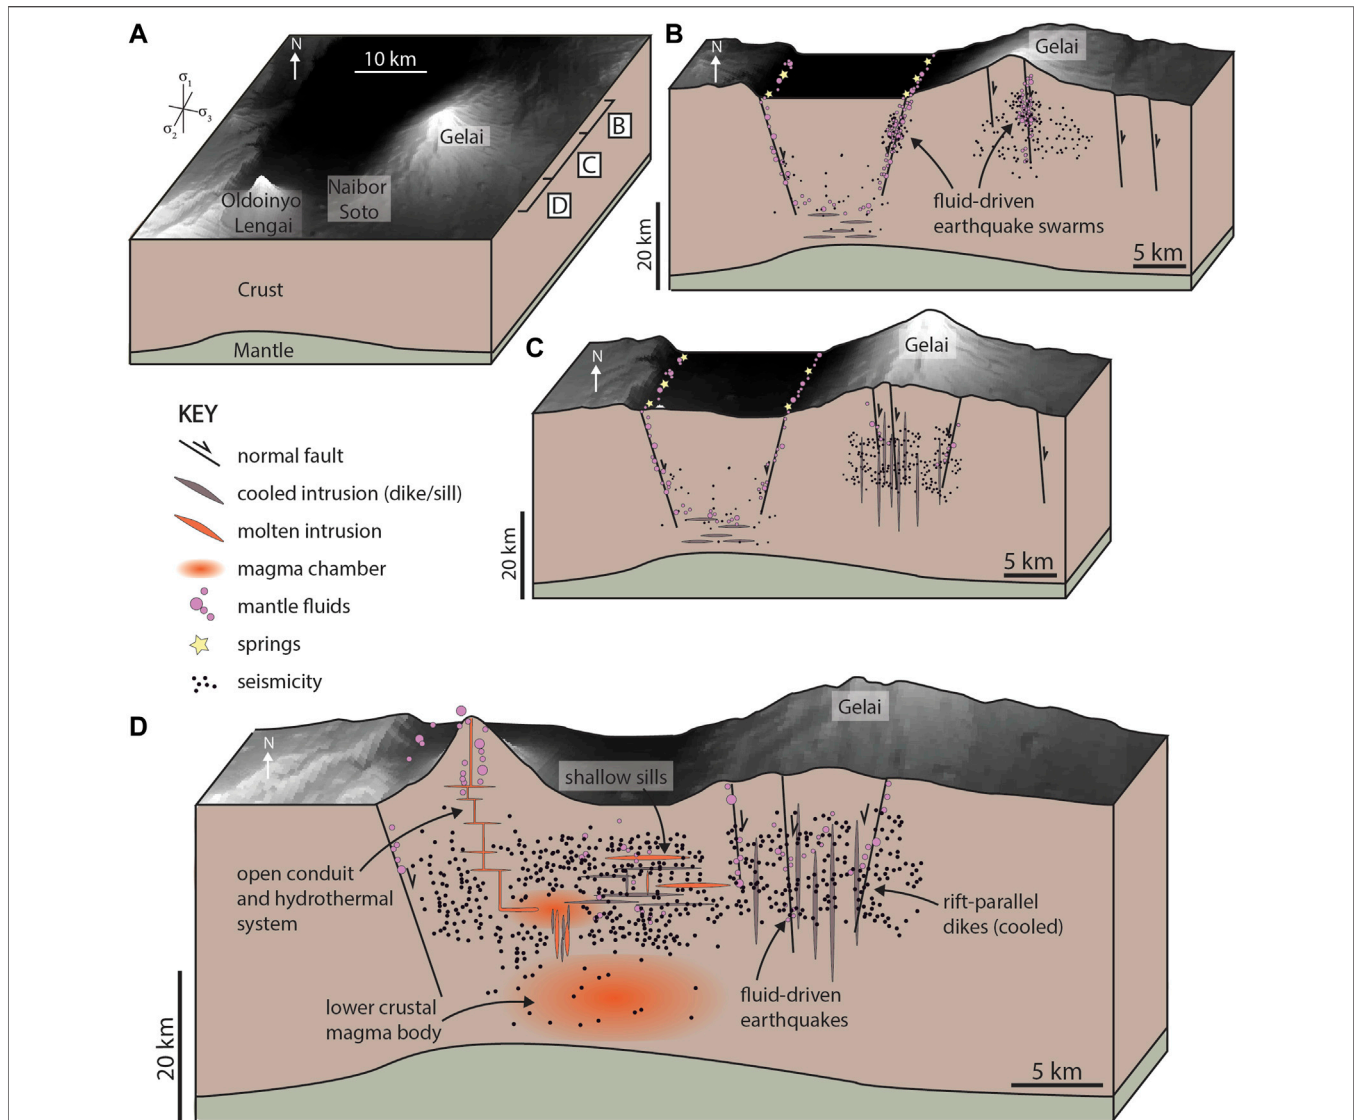 A
N
10 km
σ1
σ3
σ2
Gelai
Oldoinyo
Lengai
Naibor
Soto
B
C
D
Crust
Mantle
B
N
Gelai
fluid-driven
earthquake swarms
20 km
5 km
C
N
Gelai
20 km
5 km
KEY
normal fault
cooled intrusion (dike/sill)
molten intrusion
magma chamber
mantle fluids
springs
seismicity
D
N
Gelai
shallow sills
open conduit
and hydrothermal
system
rift-parallel
dikes (cooled)
lower crustal
magma body
fluid-driven
earthquakes
20 km
5 km